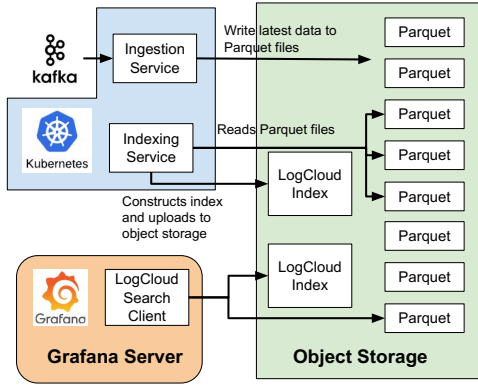 Write latest data to
Parquet files
kafka
Ingestion
Service
Parquet
Parquet
Kubernetes
Indexing
Service
Reads Parquet files
Parquet
Parquet
Parquet
LogCloud
Index
Constructs index
and uploads to
object storage
Grafana
LogCloud
Search
Client
LogCloud
Index
Parquet
Parquet
Parquet
Grafana Server
Object Storage